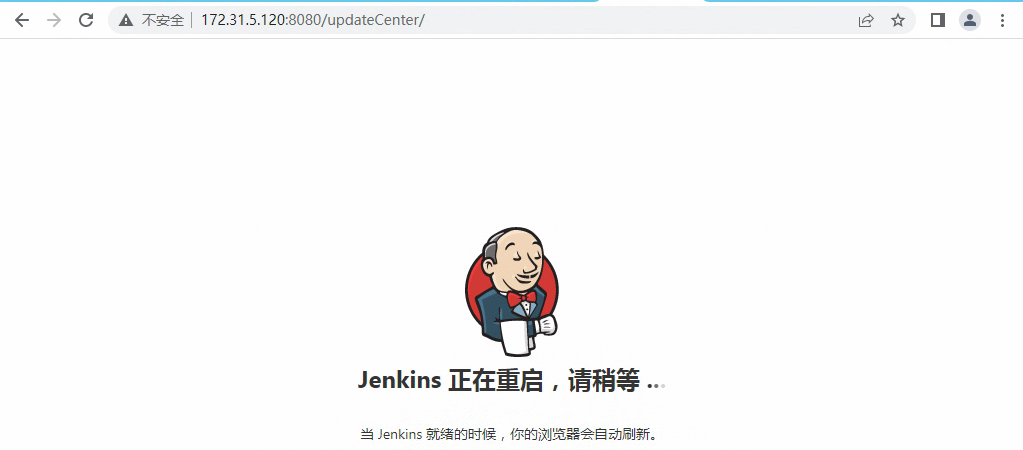 不安全 172.31.5.120:8080/updateCenter/
Jenkins 正在重启，请稍等 ...
当 Jenkins 就绪的时候，你的浏览器会自动刷新。